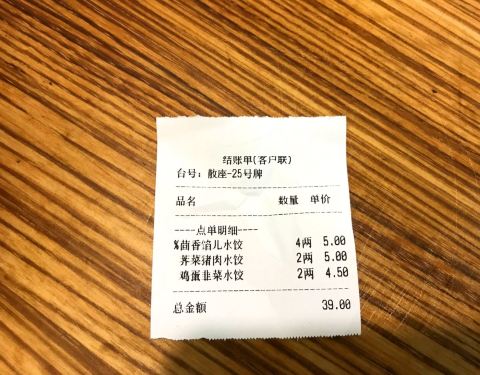 结账单(客户联)
台号：散座-25号牌
品名 数量 单价
----点单明细----
%茴香馅儿水饺 4两 5.00
荠菜猪肉水饺 2两 5.00
鸡蛋韭菜水饺 2两 4.50
总金额 39.00